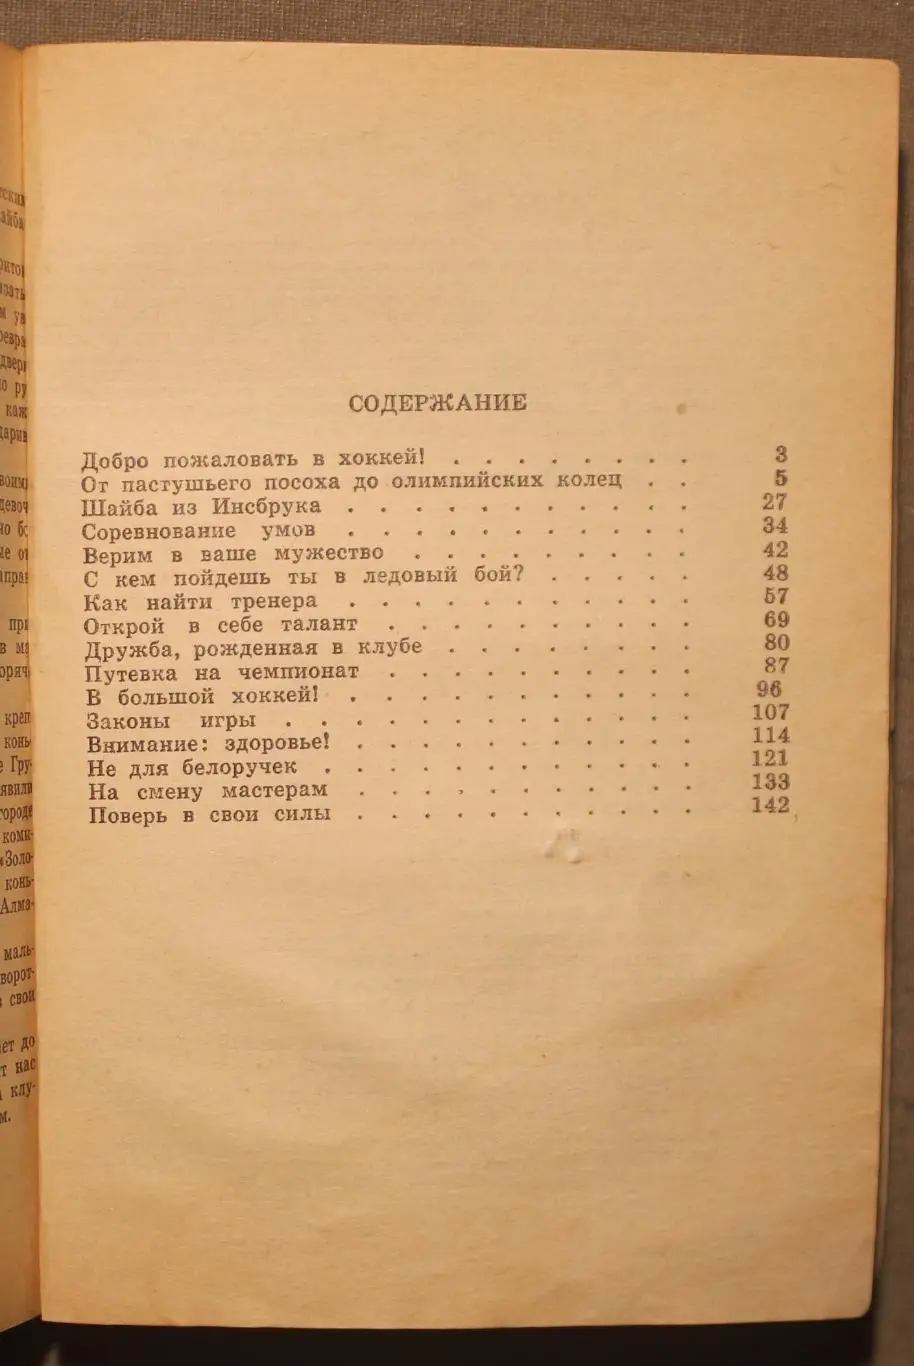 СОДЕРЖАНИЕ
Добро пожаловать в хоккей! . . . . . . . . 3
От пастушьего посоха до олимпийских колец . . 5
Шайба из Инсбрука . . . . . . . . . . . 27
Соревнование умов . . . . . . . . . . . 34
Верим в ваше мужество . . . . . . . . . 42
С кем пойдешь ты в ледовый бой? . . . . . 48
Как найти тренера . . . . . . . . . . . 57
Открой в себе талант . . . . . . . . . . 69
Дружба, рожденная в клубе . . . . . . . . 80
Путевка на чемпионат . . . . . . . . . . 87
В большой хоккей! . . . . . . . . . . . 96
Законы игры . . . . . . . . . . . . . 107
Внимание: здоровье! . . . . . . . . . . . 114
Не для белоручек . . . . . . . . . . . . 121
На смену мастерам . . . . . . . . . . . 133
Поверь в свои силы . . . . . . . . . . . 142